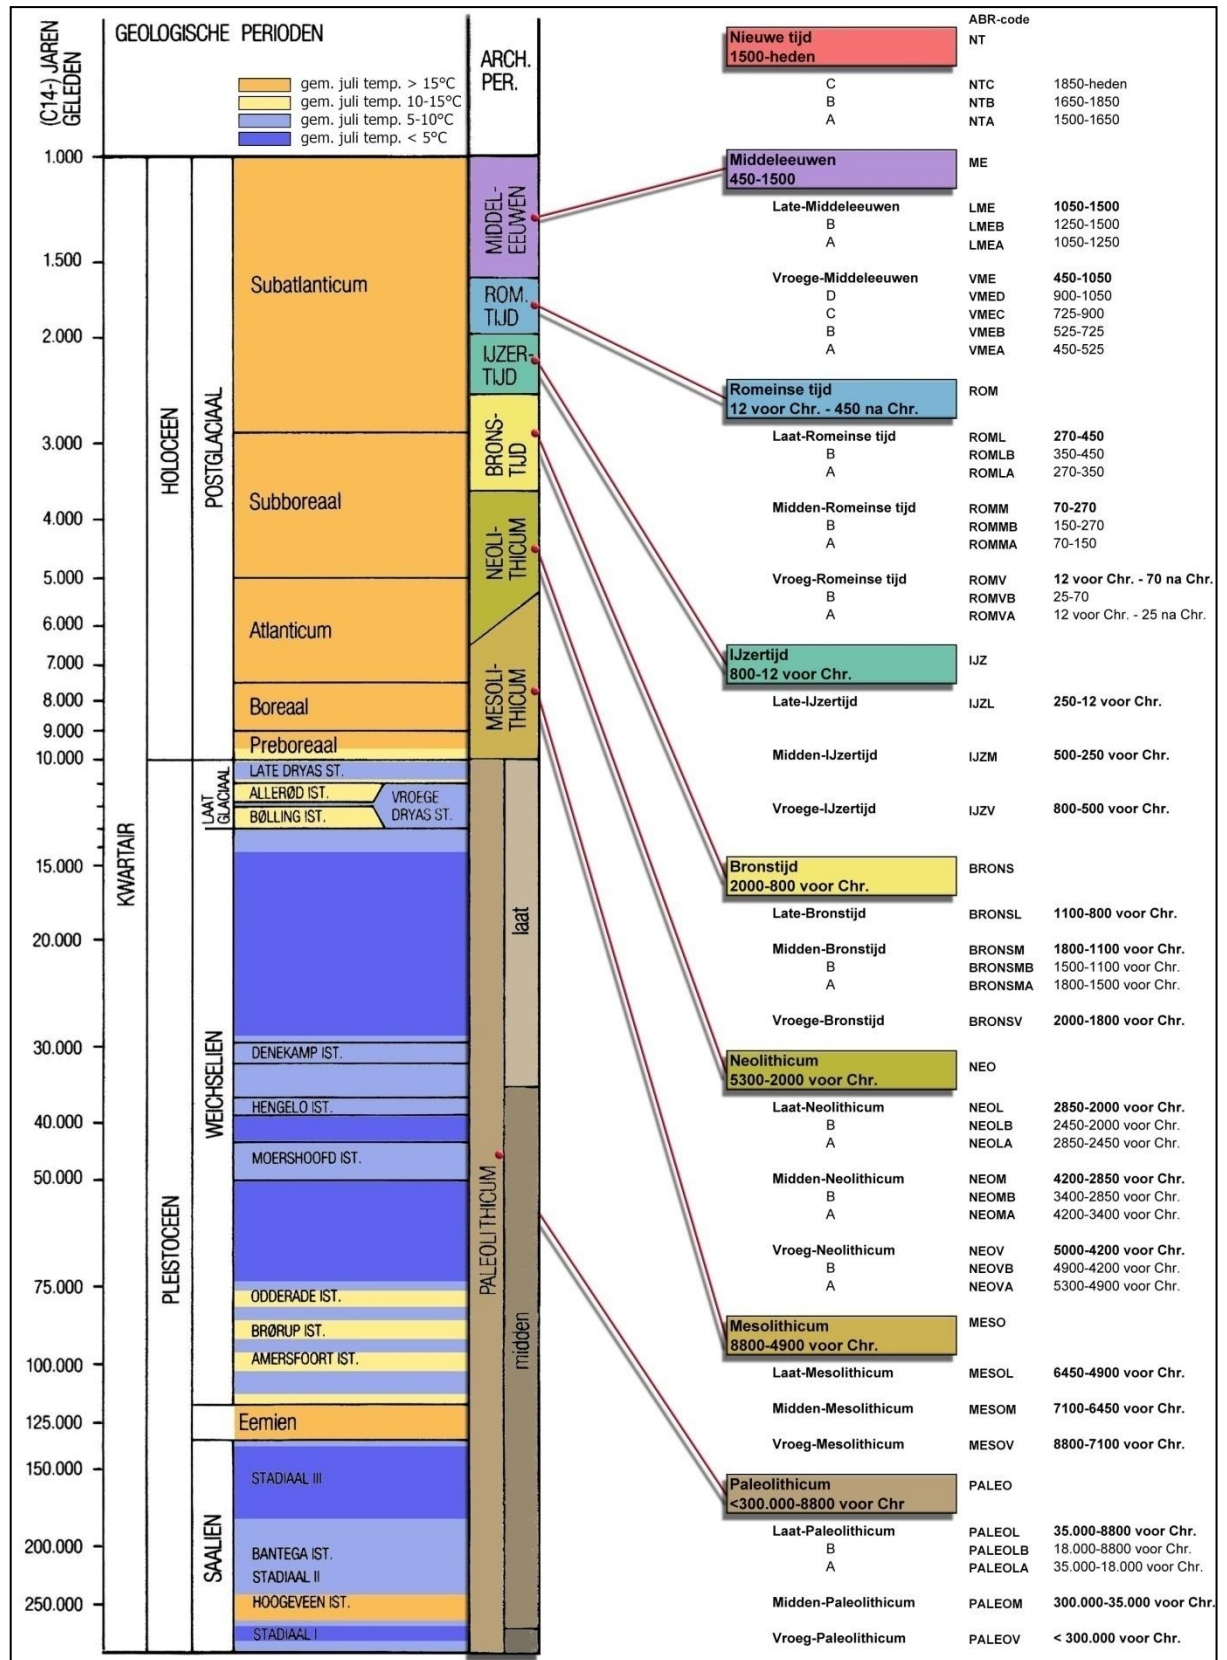 (C14-) JAREN
GELEDEN
GEOLOGISCHE PERIODEN
gem. juli temp. > 15°C
gem. juli temp. 10-15°C
gem. juli temp. 5-10°C
gem. juli temp. < 5°C
ARCH.
PER.
1.000
1.500
2.000
3.000
4.000
5.000
6.000
7.000
8.000
9.000
10.000
15.000
20.000
30.000
40.000
50.000
75.000
100.000
125.000
150.000
200.000
250.000
KWARTAIR
HOLOCEEN
PLEISTOCEEN
POSTGLACIAAL
LAAT
GLACIAAL
WEICHSELIEN
SAALIEN
Subatlanticum
Subboreaal
Atlanticum
Boreaal
Preboreaal
LATE DRYAS ST.
ALLERØD IST.
VROEGE
DRYAS ST.
BØLLING IST.
DENEKAMP IST.
HENGELO IST.
MOERSHOOFD IST.
ODDERADE IST.
BRØRUP IST.
AMERSFOORT IST.
Eemien
STADIAAL III
BANTEGA IST.
STADIAAL II
HOOGEVEEN IST.
STADIAAL I
MIDDEL-
EEUWEN
ROM.
TIJD
IJZER-
TIJD
BRONS-
TIJD
NEOLI-
THICUM
MESOLI-
THICUM
PALEOLITHICUM
laat
midden
ABR-code
Nieuwe tijd NT
1500-heden
C NTC 1850-heden
B NTB 1650-1850
A NTA 1500-1650
Middeleeuwen ME
450-1500
Late-Middeleeuwen LME 1050-1500
B LMEB 1250-1500
A LMEA 1050-1250
Vroege-Middeleeuwen VME 450-1050
D VMED 900-1050
C VMEC 725-900
B VMEB 525-725
A VMEA 450-525
Romeinse tijd ROM
12 voor Chr. - 450 na Chr.
Laat-Romeinse tijd ROML 270-450
B ROMLB 350-450
A ROMLA 270-350
Midden-Romeinse tijd ROMM 70-270
B ROMMB 150-270
A ROMMA 70-150
Vroeg-Romeinse tijd ROMV 12 voor Chr. - 70 na Chr.
B ROMVB 25-70
A ROMVA 12 voor Chr. - 25 na Chr.
IJzertijd IJZ
800-12 voor Chr.
Late-IJzertijd IJZL 250-12 voor Chr.
Midden-IJzertijd IJZM 500-250 voor Chr.
Vroege-IJzertijd IJZV 800-500 voor Chr.
Bronstijd BRONS
2000-800 voor Chr.
Late-Bronstijd BRONSL 1100-800 voor Chr.
Midden-Bronstijd BRONSM 1800-1100 voor Chr.
B BRONSMB 1500-1100 voor Chr.
A BRONSMA 1800-1500 voor Chr.
Vroege-Bronstijd BRONSV 2000-1800 voor Chr.
Neolithicum NEO
5300-2000 voor Chr.
Laat-Neolithicum NEOL 2850-2000 voor Chr.
B NEOLB 2450-2000 voor Chr.
A NEOLA 2850-2450 voor Chr.
Midden-Neolithicum NEOM 4200-2850 voor Chr.
B NEOMB 3400-2850 voor Chr.
A NEOMA 4200-3400 voor Chr.
Vroeg-Neolithicum NEOV 5000-4200 voor Chr.
B NEOVB 4900-4200 voor Chr.
A NEOVA 5300-4900 voor Chr.
Mesolithicum MESO
8800-4900 voor Chr.
Laat-Mesolithicum MESOL 6450-4900 voor Chr.
Midden-Mesolithicum MESOM 7100-6450 voor Chr.
Vroeg-Mesolithicum MESOV 8800-7100 voor Chr.
Paleolithicum PALEO
<300.000-8800 voor Chr
Laat-Paleolithicum PALEOL 35.000-8800 voor Chr.
B PALEOLB 18.000-8800 voor Chr.
A PALEOLA 35.000-18.000 voor Chr.
Midden-Paleolithicum PALEOM 300.000-35.000 voor Chr.
Vroeg-Paleolithicum PALEOV < 300.000 voor Chr.